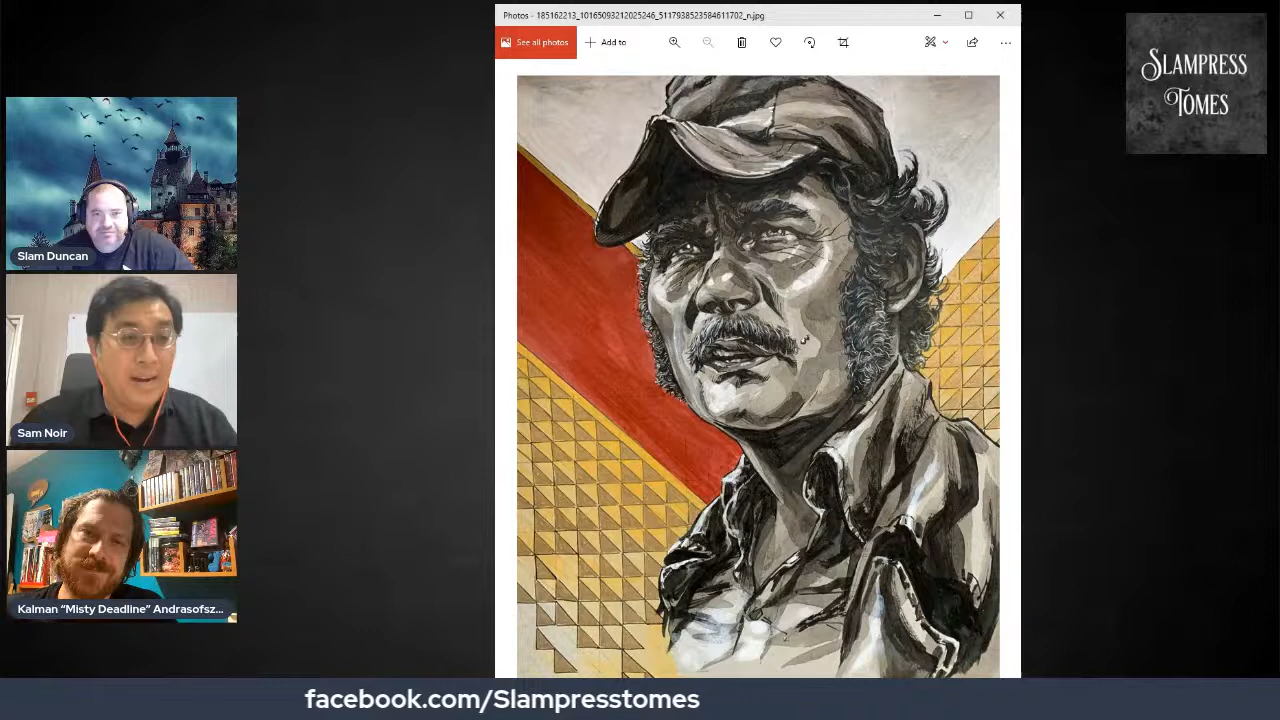 Photos - 185162213_10165093212025246_5117938523584611702_n.jpg
See all photos
Add to
SLAMPRESS
TOMES
Slam Duncan
Sam Noir
Kalman “Misty Deadline” Andrasofsz...
facebook.com/Slampresstomes